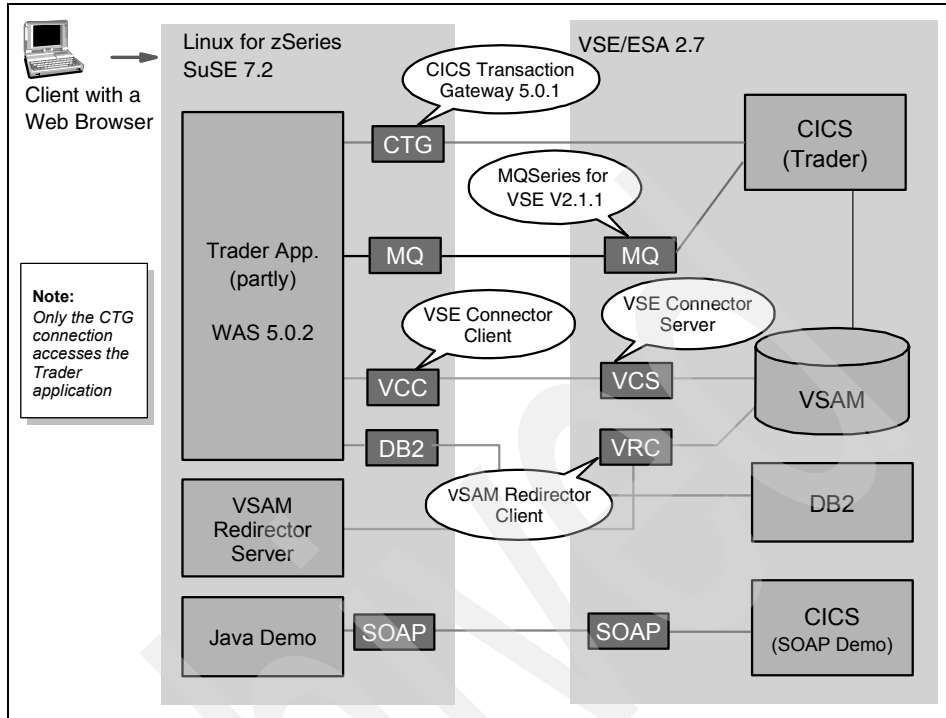 Client with a
Web Browser
Linux for zSeries
SuSE 7.2
VSE/ESA 2.7
CICS Transaction
Gateway 5.0.1
CTG
CICS
(Trader)
MQSeries for
VSE V2.1.1
Trader App.
(partly)
WAS 5.0.2
MQ
MQ
Note:
Only the CTG
connection
accesses the
Trader
application
VSE Connector
Client
VSE Connector
Server
VCC
VCS
VSAM
DB2
VRC
VSAM Redirector
Client
VSAM
Redirector
Server
DB2
Java Demo
SOAP
SOAP
CICS
(SOAP Demo)